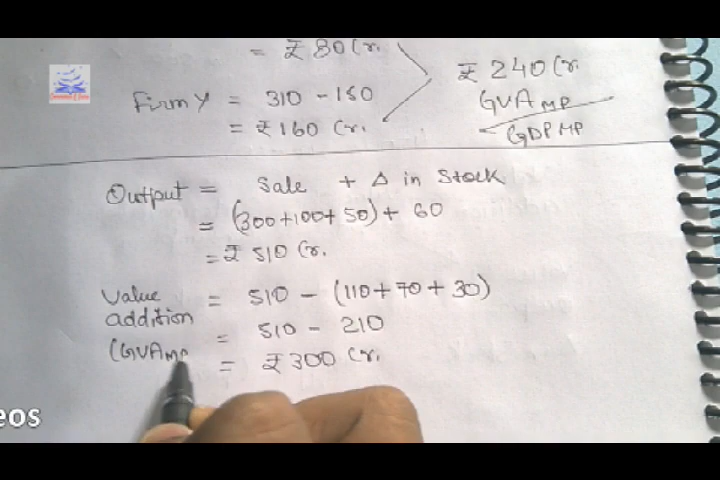 = ₹ 80 Cr.
₹ 240 Cr.
GVA MP
GDP MP
Firm Y = 310 - 150
= ₹ 160 Cr.
Output = Sale + Δ in Stock
= (300+100+50) + 60
= ₹ 510 Cr.
Value addition = 510 - (110+70+30)
= 510 - 210
(GVA MP = ₹ 300 Cr.
eos